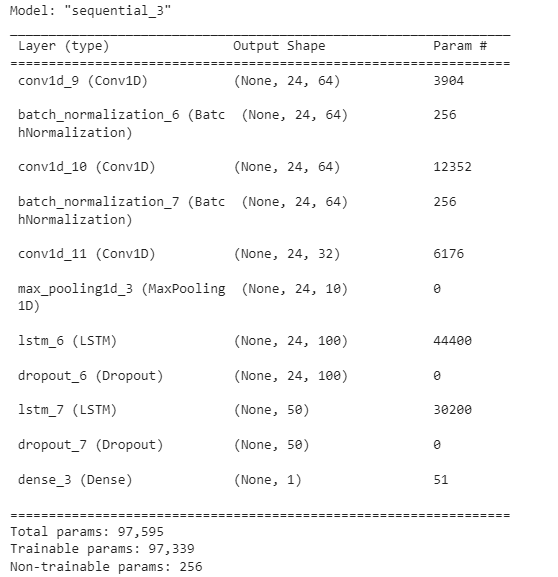 Model: "sequential_3"
Layer (type) Output Shape Param #
conv1d_9 (Conv1D) (None, 24, 64) 3904
batch_normalization_6 (Batc (None, 24, 64) 256
hNormalization)
conv1d_10 (Conv1D) (None, 24, 64) 12352
batch_normalization_7 (Batc (None, 24, 64) 256
hNormalization)
conv1d_11 (Conv1D) (None, 24, 32) 6176
max_pooling1d_3 (MaxPooling (None, 24, 10) 0
1D)
lstm_6 (LSTM) (None, 24, 100) 44400
dropout_6 (Dropout) (None, 24, 100) 0
lstm_7 (LSTM) (None, 50) 30200
dropout_7 (Dropout) (None, 50) 0
dense_3 (Dense) (None, 1) 51
Total params: 97,595
Trainable params: 97,339
Non-trainable params: 256